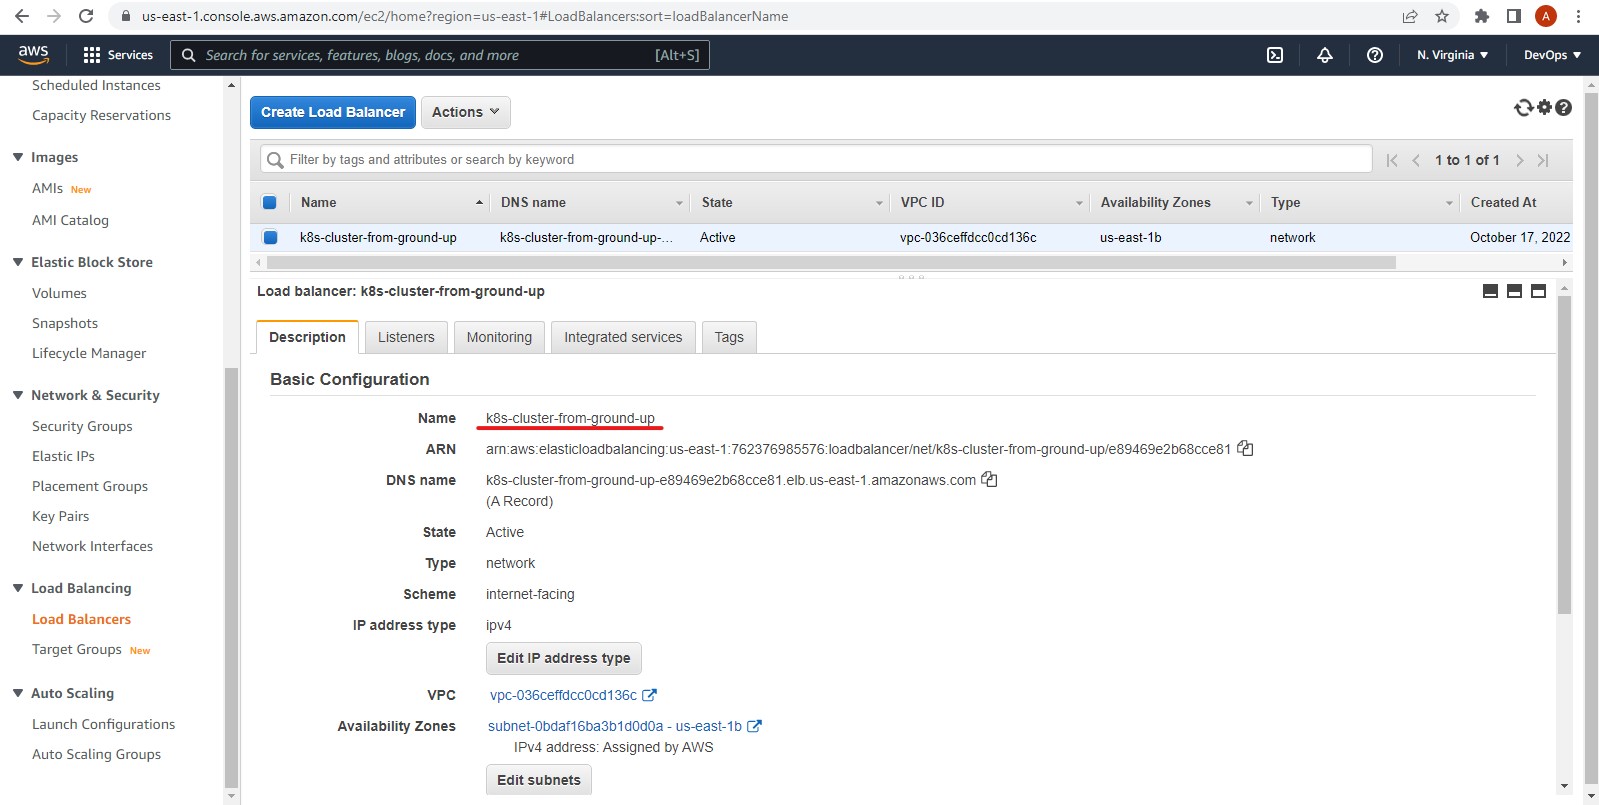 us-east-1.console.aws.amazon.com/ec2/home?region=us-east-1#LoadBalancers:sort=loadBalancerName
A
aws Services Search for services, features, blogs, docs, and more [Alt+S] N. Virginia DevOps
Scheduled Instances
Capacity Reservations
Images
AMIs New
AMI Catalog
Elastic Block Store
Volumes
Snapshots
Lifecycle Manager
Network & Security
Security Groups
Elastic IPs
Placement Groups
Key Pairs
Network Interfaces
Load Balancing
Load Balancers
Target Groups New
Auto Scaling
Launch Configurations
Auto Scaling Groups
Create Load Balancer Actions
Filter by tags and attributes or search by keyword 1 to 1 of 1
Name DNS name State VPC ID Availability Zones Type Created At
k8s-cluster-from-ground-up k8s-cluster-from-ground-up-... Active vpc-036ceffdcc0cd136c us-east-1b network October 17, 2022
Load balancer: k8s-cluster-from-ground-up
Description Listeners Monitoring Integrated services Tags
Basic Configuration
Name k8s-cluster-from-ground-up
ARN arn:aws:elasticloadbalancing:us-east-1:762376985576:loadbalancer/net/k8s-cluster-from-ground-up/e89469e2b68cce81
DNS name k8s-cluster-from-ground-up-e89469e2b68cce81.elb.us-east-1.amazonaws.com
(A Record)
State Active
Type network
Scheme internet-facing
IP address type ipv4
Edit IP address type
VPC vpc-036ceffdcc0cd136c
Availability Zones subnet-0bdaf16ba3b1d0d0a - us-east-1b
IPv4 address: Assigned by AWS
Edit subnets